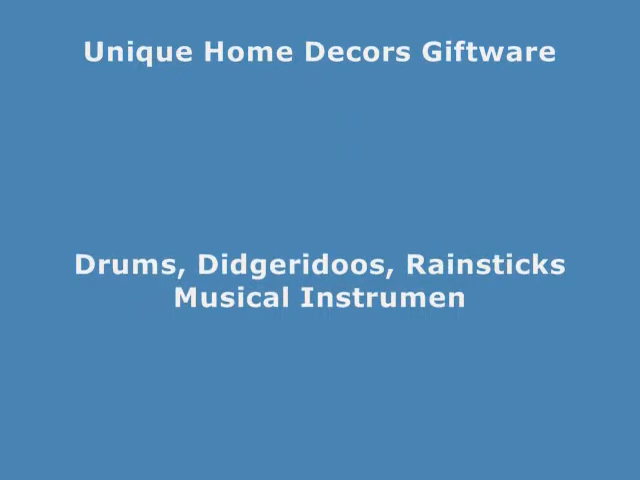 Unique Home Decors Giftware
Drums, Didgeridoos, Rainsticks
Musical Instrumen